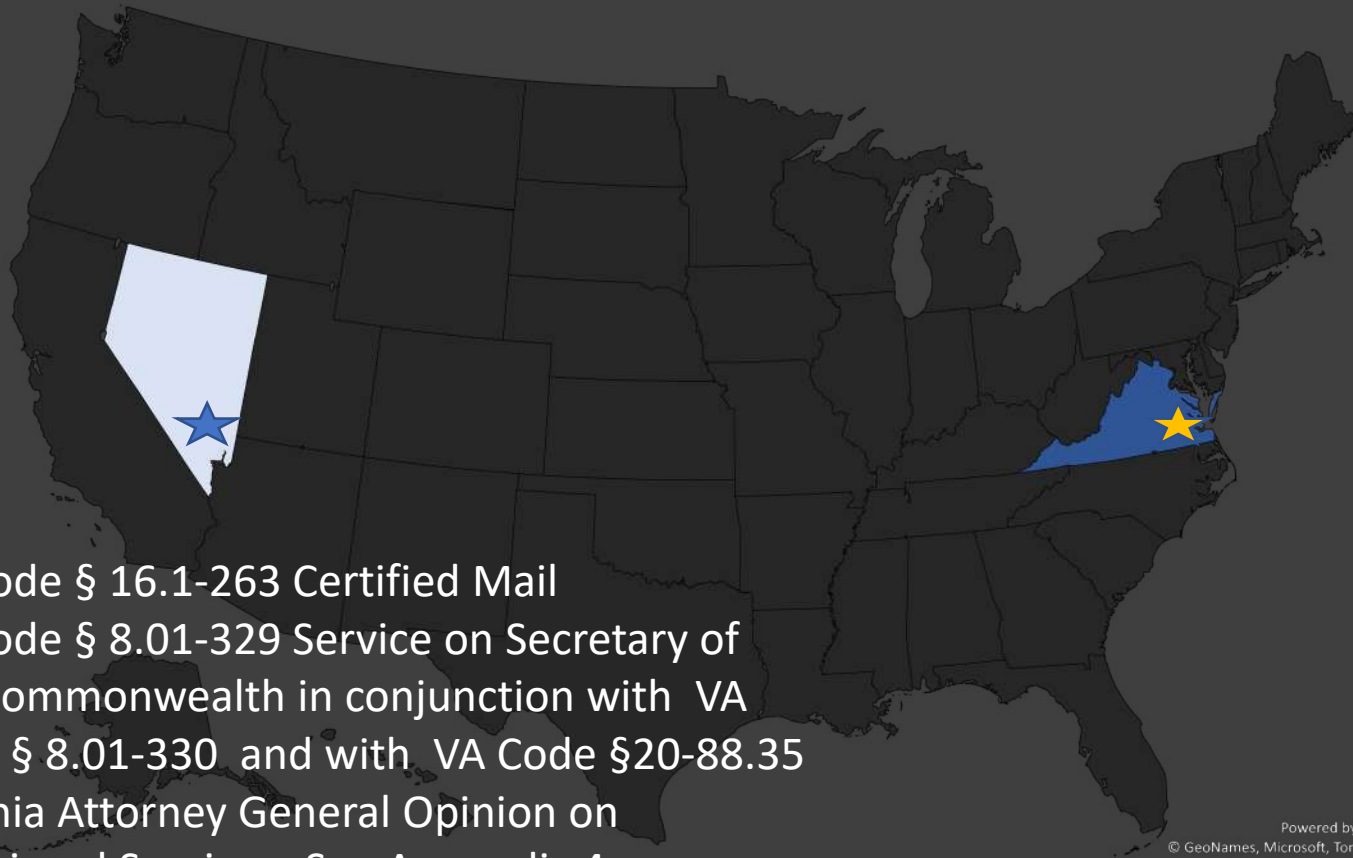 ode § 16.1-263 Certified Mail
ode § 8.01-329 Service on Secretary of
ommonwealth in conjunction with VA
§ 8.01-330 and with VA Code §20-88.35
nia Attorney General Opinion on
Powered by
© GeoNames, Microsoft, Tom